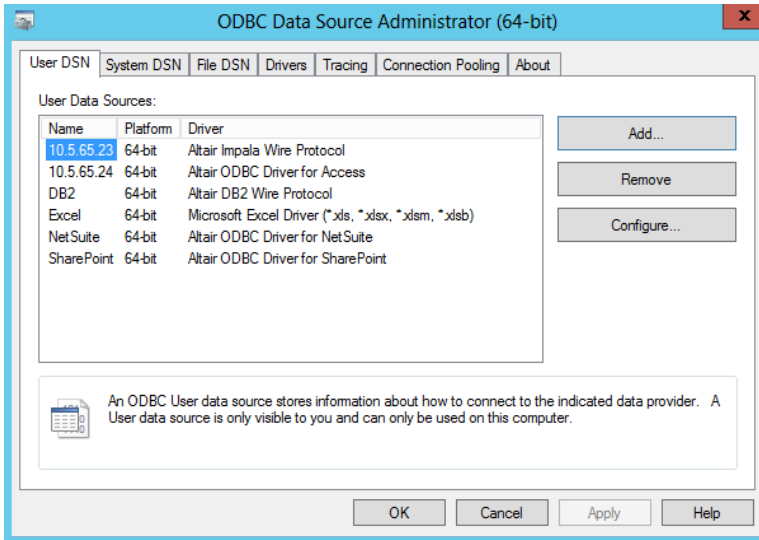 ODBC Data Source Administrator (64-bit)
x
User DSN System DSN File DSN Drivers Tracing Connection Pooling About
User Data Sources:
Name Platform Driver
10.5.65.23 64-bit Altair Impala Wire Protocol
10.5.65.24 64-bit Altair ODBC Driver for Access
DB2 64-bit Altair DB2 Wire Protocol
Excel 64-bit Microsoft Excel Driver (*.xls, *.xlsx, *.xlsm, *.xlsb)
NetSuite 64-bit Altair ODBC Driver for NetSuite
SharePoint 64-bit Altair ODBC Driver for SharePoint
Add...
Remove
Configure...
An ODBC User data source stores information about how to connect to the indicated data provider. A
User data source is only visible to you and can only be used on this computer.
OK Cancel Apply Help